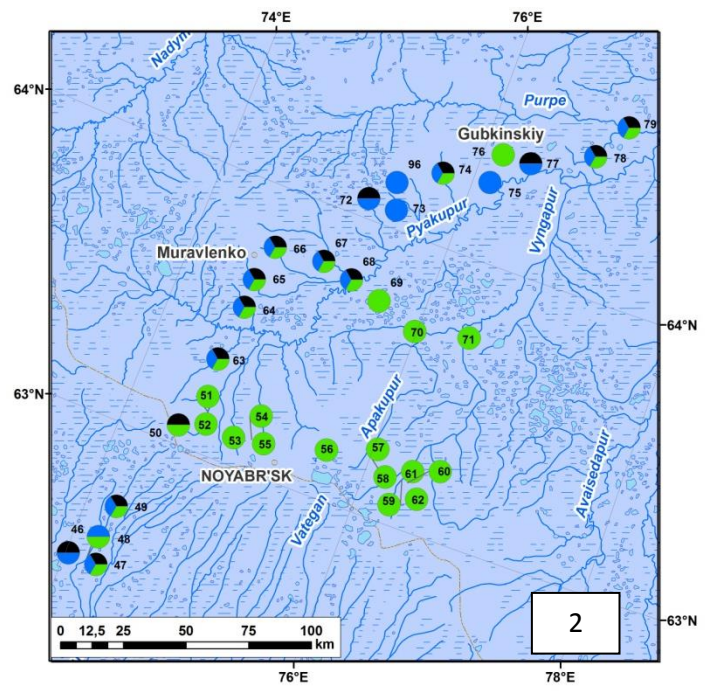 74°E
76°E
64°N
Nadym
Purpe
79
Gubkinskiy
76
77
78
96
74
75
72
73
Pyakupur
Vyngapur
67
66
68
Muravlenko
65
69
64
70
71
64°N
63
63°N
51
54
50
52
53
55
56
57
Apakupur
NOYABR'SK
58
61
60
59
62
Avaisedapur
Vategan
49
46
48
47
0 12,5 25 50 75 100
km
2
63°N
76°E
78°E